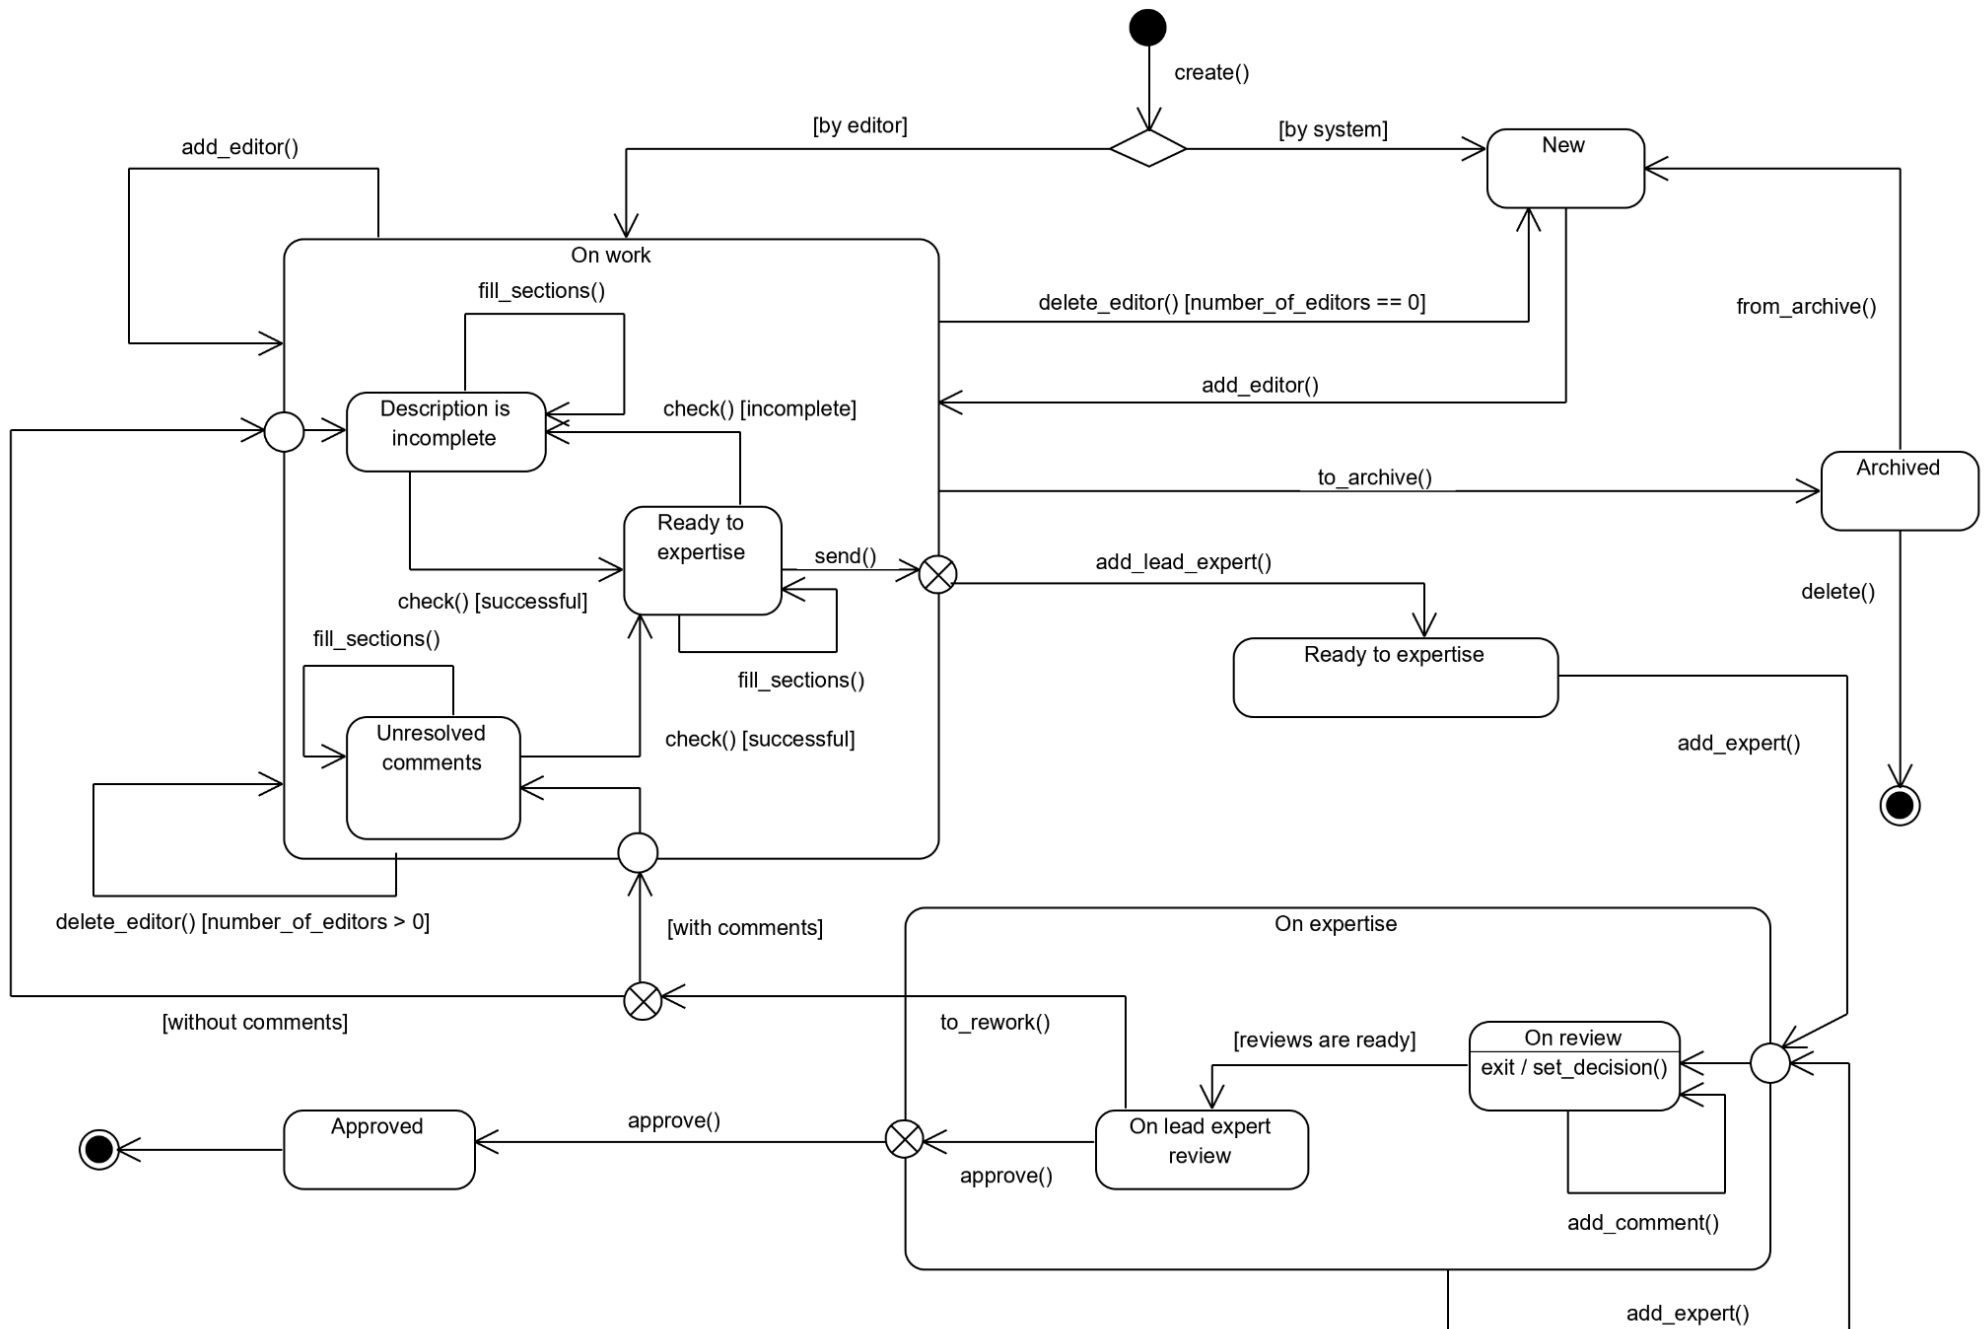 create()
[by editor]
[by system]
New
add_editor()
On work
fill_sections()
delete_editor() [number_of_editors == 0]
from_archive()
add_editor()
Description is
incomplete
check() [incomplete]
to_archive()
Archived
Ready to
expertise
send()
add_lead_expert()
delete()
check() [successful]
fill_sections()
Ready to expertise
fill_sections()
Unresolved
comments
check() [successful]
add_expert()
delete_editor() [number_of_editors > 0]
[with comments]
On expertise
[without comments]
to_rework()
[reviews are ready]
On review
exit / set_decision()
Approved
approve()
On lead expert
review
approve()
add_comment()
add_expert()